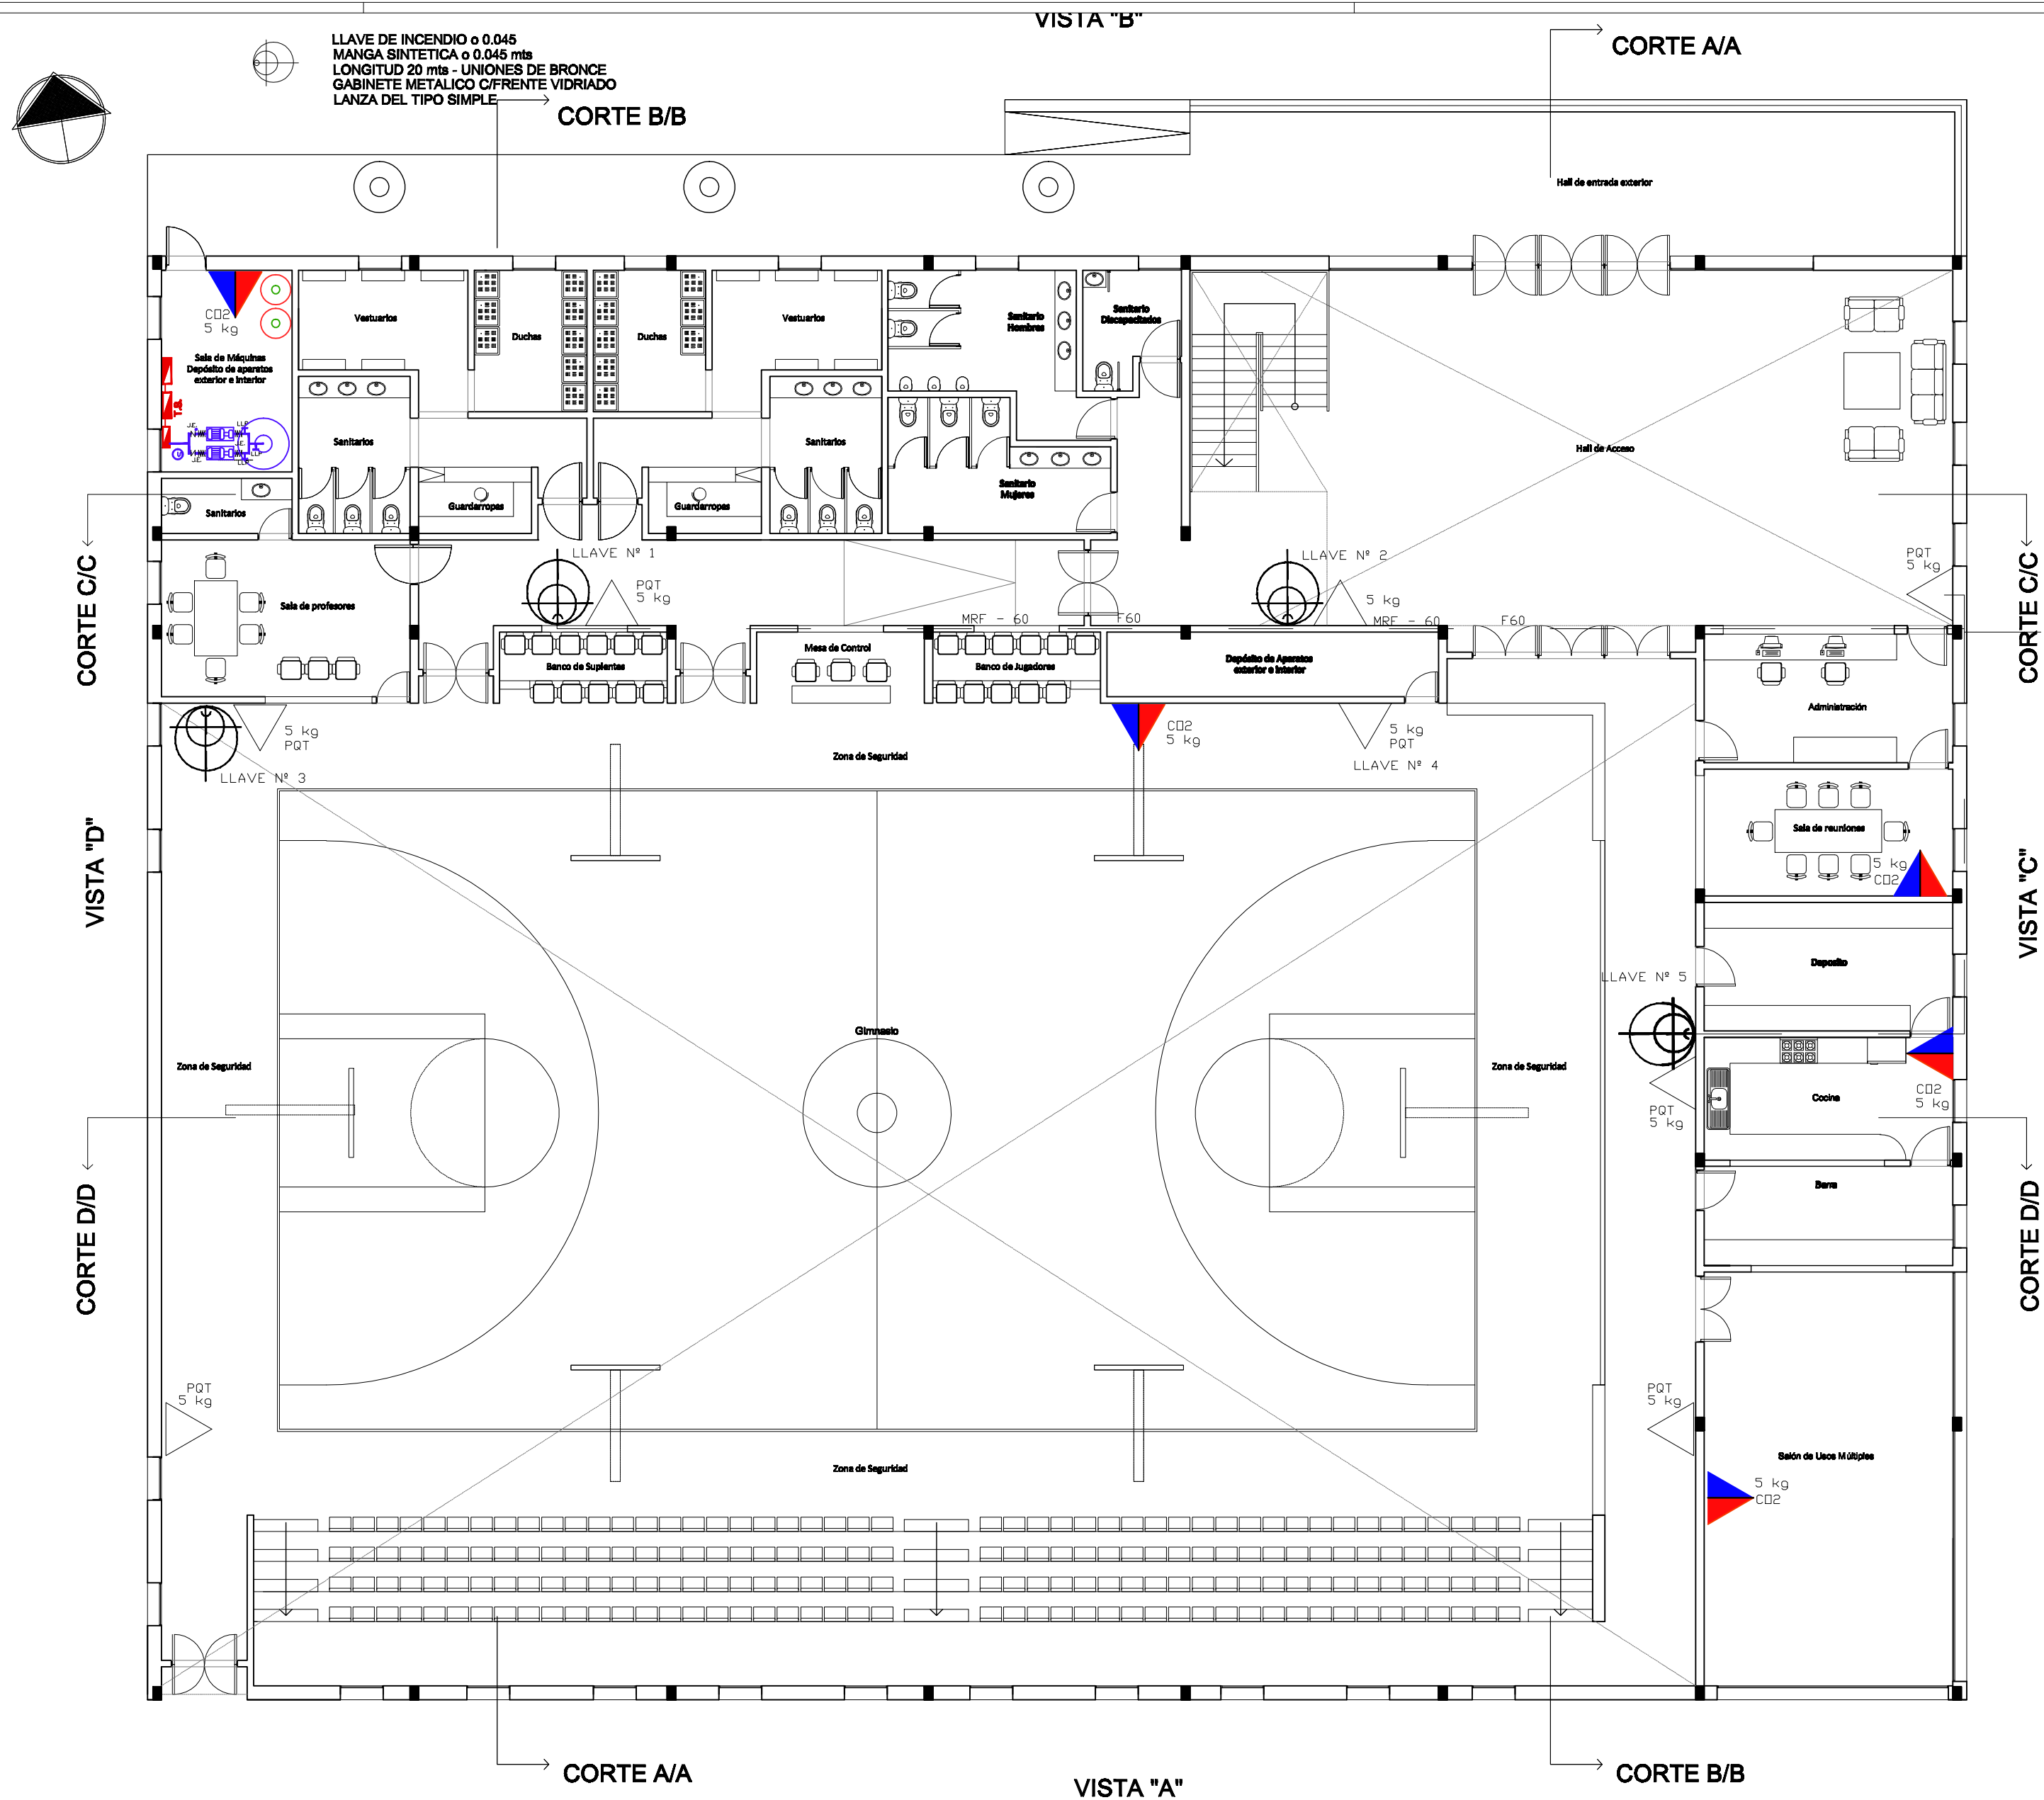 VISTA "B"
LLAVE DE INCENDIO o 0.045
MANGA SINTETICA o 0.045 mts
LONGITUD 20 mts - UNIONES DE BRONCE
GABINETE METALICO C/FRENTE VIDRIADO
LANZA DEL TIPO SIMPLE
CORTE B/B
CORTE A/A
Hall de entrada exterior
CO2
5 kg
Sala de Máquinas
Depósito de aparatos
exterior e interior
T.S.
J.E.
LLP
J.E.
J.E.
LLP
LLP
Vestuarios
Duchas
Duchas
Vestuarios
Sanitario
Hombres
Sanitario
Discapacitados
Sanitarios
Sanitarios
Sanitario
Mujeres
Hall de Acceso
Sanitarios
Guardarropas
Guardarropas
CORTE C/C
CORTE C/C
LLAVE Nº 1
PQT
5 kg
LLAVE Nº 2
5 kg
PQT
5 kg
Sala de profesores
MRF - 60
F60
MRF - 60
F60
Banco de Suplentes
Mesa de Control
Banco de Jugadores
Depósito de Aparatos
exterior e interior
Administración
5 kg
PQT
LLAVE Nº 3
CO2
5 kg
5 kg
PQT
LLAVE Nº 4
Zona de Seguridad
Sala de reuniones
5 kg
CO2
VISTA "D"
VISTA "C"
Deposito
LLAVE Nº 5
Gimnasio
Zona de Seguridad
Zona de Seguridad
PQT
5 kg
Cocina
CO2
5 kg
Barra
CORTE D/D
CORTE D/D
PQT
5 kg
PQT
5 kg
Zona de Seguridad
Salón de Usos Múltiples
5 kg
CO2
CORTE A/A
VISTA "A"
CORTE B/B